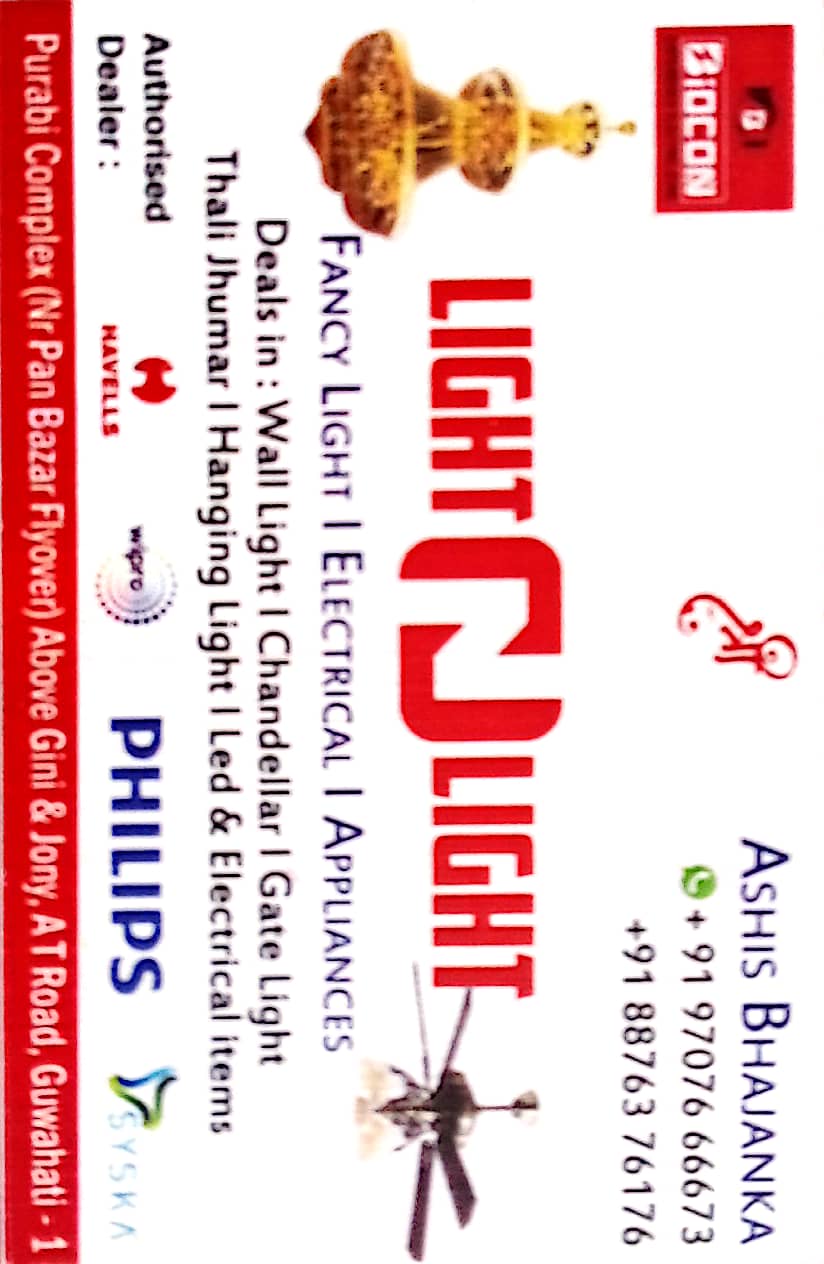 B
BIOCON
श्री
ASHIS BHAJANKA
+ 91 97076 66673
+91 88763 76176
LIGHT N LIGHT
FANCY LIGHT | ELECTRICAL | APPLIANCES
Deals in : Wall Light | Chandellar | Gate Light
Thali Jhumar | Hanging Light | Led & Electrical items
Authorised
Dealer :
HAVELLS
wipro
PHILIPS
SYSKA
Purabi Complex (Nr Pan Bazar Flyover) Above Gini & Jony, A T Road, Guwahati - 1